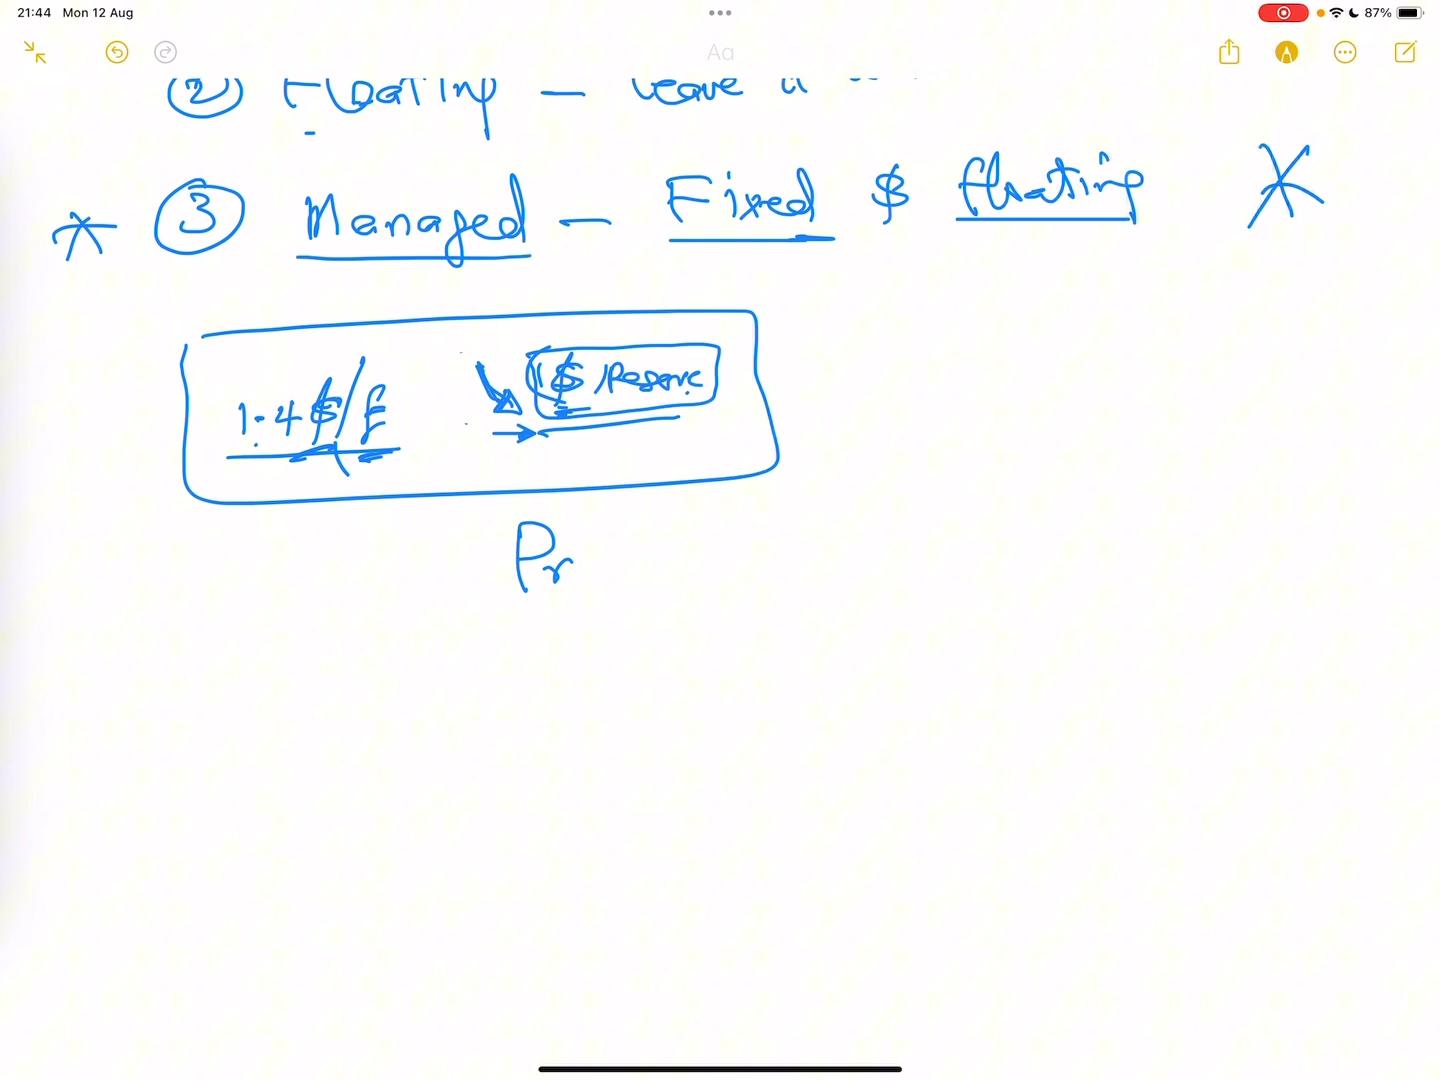 21:44 Mon 12 Aug
87%
Aa
② Floating – leave it
* ③ Managed – Fixed $ floating *
1.4 $/£ 1$ /Reserve
Pr